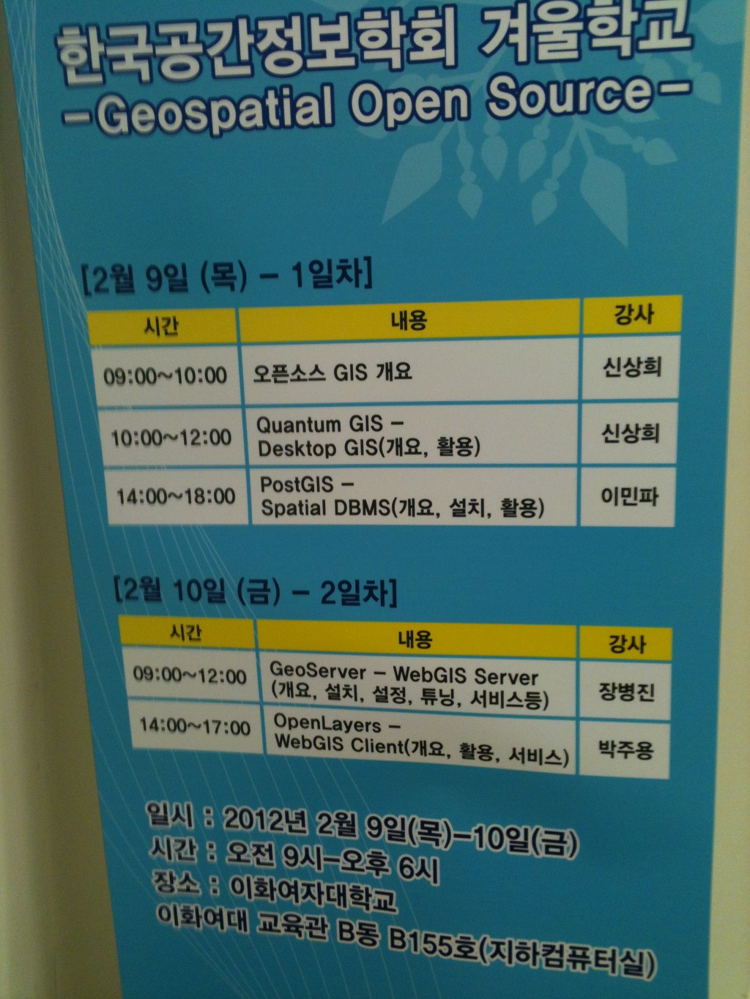 한국공간정보학회 겨울학교
-Geospatial Open Source-
[2월 9일 (목) - 1일차]
시간 내용 강사
09:00~10:00 오픈소스 GIS 개요 신상희
10:00~12:00 Quantum GIS -
Desktop GIS(개요, 활용) 신상희
14:00~18:00 PostGIS -
Spatial DBMS(개요, 설치, 활용) 이민파
[2월 10일 (금) - 2일차]
시간 내용 강사
09:00~12:00 GeoServer - WebGIS Server
(개요, 설치, 설정, 튜닝, 서비스등) 장병진
14:00~17:00 OpenLayers -
WebGIS Client(개요, 활용, 서비스) 박주용
일시 : 2012년 2월 9일(목)-10일(금)
시간 : 오전 9시-오후 6시
장소 : 이화여자대학교
이화여대 교육관 B동 B155호(지하컴퓨터실)